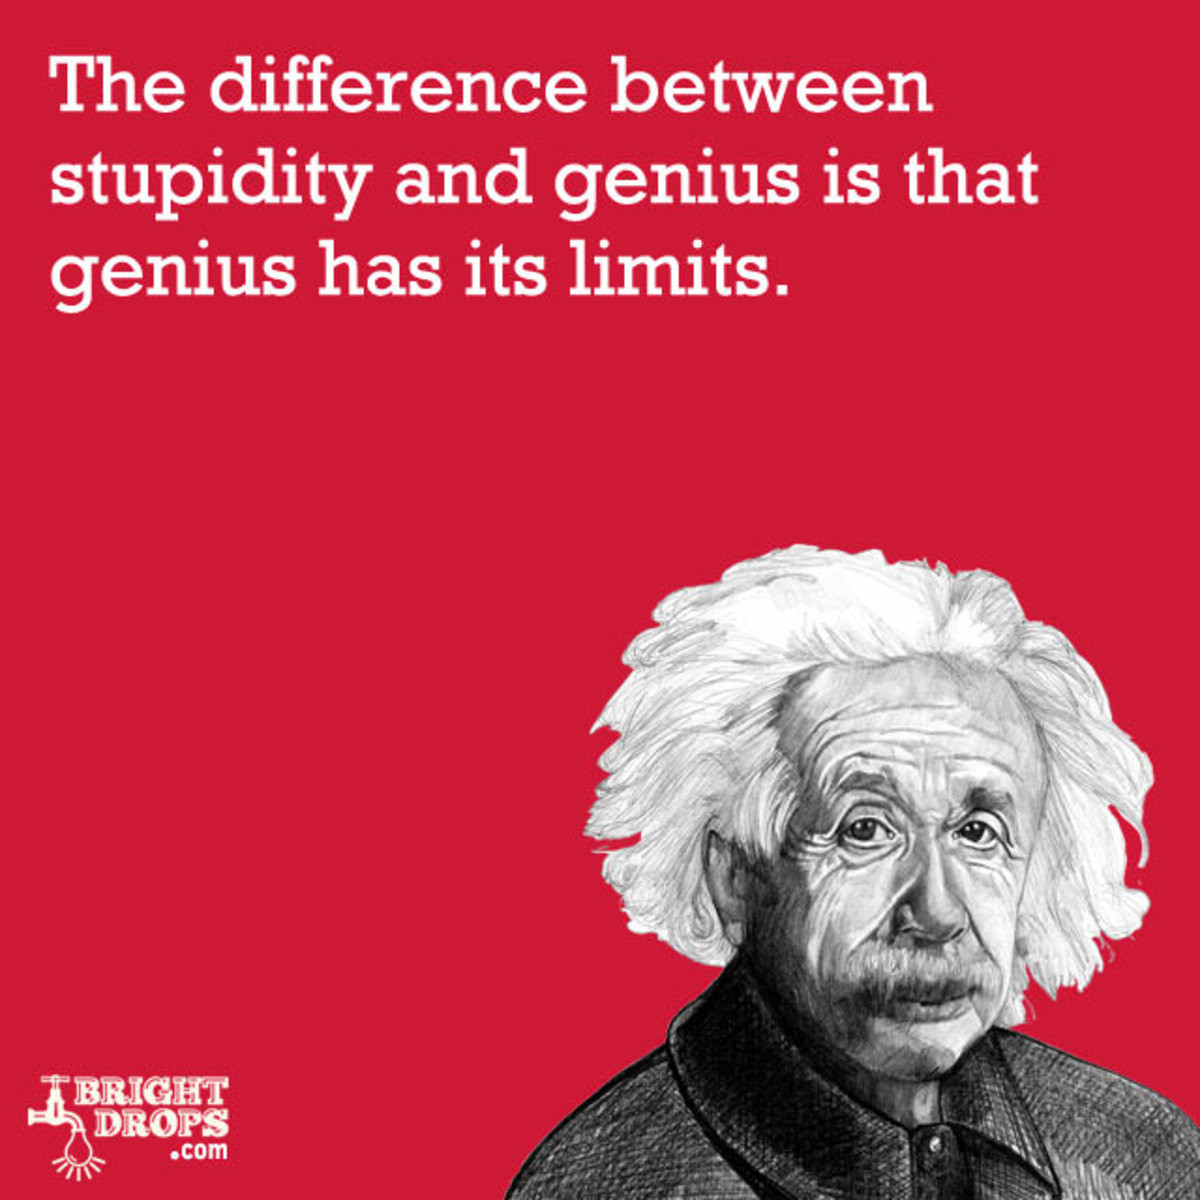 The difference between
stupidity and genius is that
genius has its limits.
BRIGHT
DROPS
.com